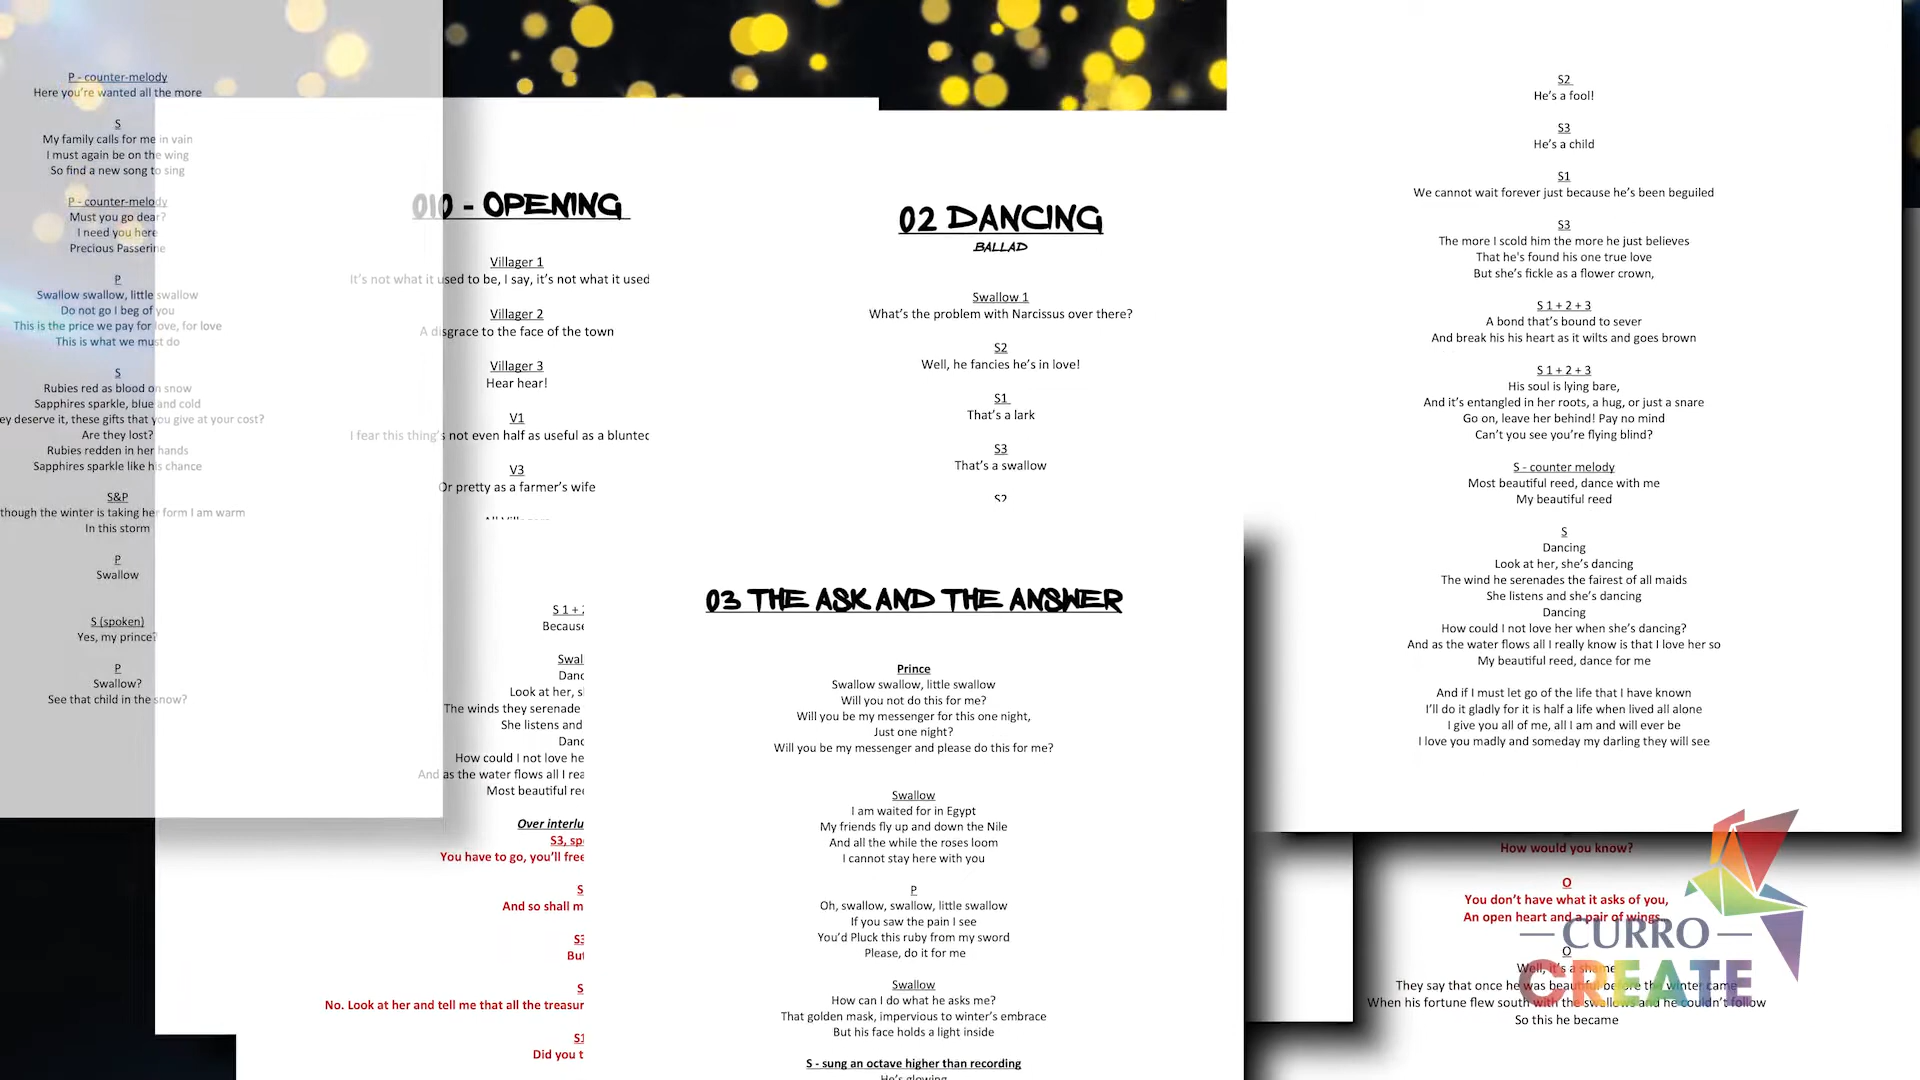 P - counter-melody
Here you're wanted all the more
S
My family calls for me in vain
I must again be on the wing
So find a new song to sing
P - counter-melody
Must you go dear?
I need you here
Precious Passerine
P
Swallow swallow, little swallow
Do not go I beg of you
This is the price we pay for love, for love
This is what we must do
S
Rubies red as blood on snow
Sapphires sparkle, blue and cold
deserve it, these gifts that you give at your cost?
Are they lost?
Rubies redden in her hands
Sapphires sparkle like his chance
S&P
though the winter is taking her form I am warm
In this storm
P
Swallow
S (spoken)
Yes, my prince?
P
Swallow?
See that child in the snow?
- OPENING
Villager 1
It's not what it used to be, I say, it's not what it used
Villager 2
A disgrace to the face of the town
Villager 3
Hear hear!
V1
I fear this thing's not even half as useful as a blunted
V3
Or pretty as a farmer's wife
S 1 +
Because
Swal
Danc
Look at her, s
The winds they serenade
She listens and
Danc
How could I not love he
And as the water flows all I rea
Most beautiful ree
Over interlu
S3, sp
You have to go, you'll free
S
And so shall m
S3
But
S
No. Look at her and tell me that all the treasur
S1
Did you t
02 DANCING
BALLAD
Swallow 1
What's the problem with Narcissus over there?
S2
Well, he fancies he's in love!
S1
That's a lark
S3
That's a swallow
S2
03 THE ASK AND THE ANSWER
Prince
Swallow swallow, little swallow
Will you not do this for me?
Will you be my messenger for this one night,
Just one night?
Will you be my messenger and please do this for me?
Swallow
I am waited for in Egypt
My friends fly up and down the Nile
And all the while the roses loom
I cannot stay here with you
P
Oh, swallow, swallow, little swallow
If you saw the pain I see
You'd Pluck this ruby from my sword
Please, do it for me
Swallow
How can I do what he asks me?
That golden mask, impervious to winter's embrace
But his face holds a light inside
S - sung an octave higher than recording
He's glowing
S2
He's a fool!
S3
He's a child
S1
We cannot wait forever just because he's been beguiled
S3
The more I scold him the more he just believes
That he's found his one true love
But she's fickle as a flower crown,
S 1 + 2 + 3
A bond that's bound to sever
And break his his heart as it wilts and goes brown
S 1 + 2 + 3
His soul is lying bare,
And it's entangled in her roots, a hug, or just a snare
Go on, leave her behind! Pay no mind
Can't you see you're flying blind?
S - counter melody
Most beautiful reed, dance with me
My beautiful reed
S
Dancing
Look at her, she's dancing
The wind he serenades the fairest of all maids
She listens and she's dancing
Dancing
How could I not love her when she's dancing?
And as the water flows all I really know is that I love her so
My beautiful reed, dance for me
And if I must let go of the life that I have known
I'll do it gladly for it is half a life when lived all alone
I give you all of me, all I am and will ever be
I love you madly and someday my darling they will see
How would you know?
O
You don't have what it asks of you,
An open heart and a pair of wings
O
Well, it's a shame
They say that once he was beautiful before the winter came
When his fortune flew south with the swallows and he couldn't follow
So this he became
CURRO
CREATE